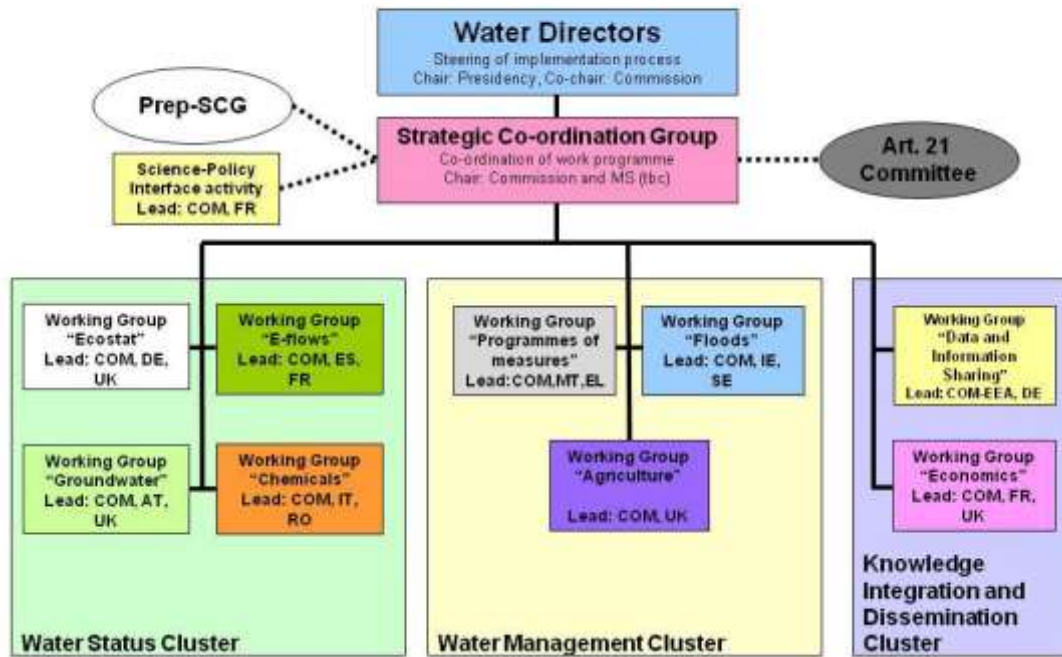 Water Directors
Steering of implementation process
Chair: Presidency, Co-chair: Commission
Prep-SCG
Strategic Co-ordination Group
Co-ordination of work programme
Chair: Commission and MS (tbc)
Art. 21
Committee
Science-Policy
Interface activity
Lead: COM, FR
Working Group
“Ecostat”
Lead: COM, DE,
UK
Working Group
“E-flows”
Lead: COM, ES,
FR
Working Group
“Groundwater”
Lead: COM, AT,
UK
Working Group
“Chemicals”
Lead: COM, IT,
RO
Water Status Cluster
Working Group
“Programmes of
measures”
Lead:COM,MT,EL
Working Group
“Floods”
Lead: COM, IE,
SE
Working Group
“Agriculture”
Lead: COM, UK
Water Management Cluster
Working Group
“Data and
Information
Sharing”
Lead: COM-EEA, DE
Working Group
“Economics”
Lead: COM, FR,
UK
Knowledge
Integration and
Dissemination
Cluster